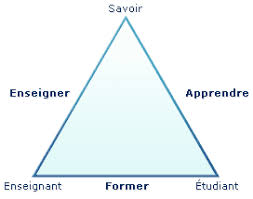 Savoir
Enseigner
Apprendre
Enseignant
Former
Étudiant